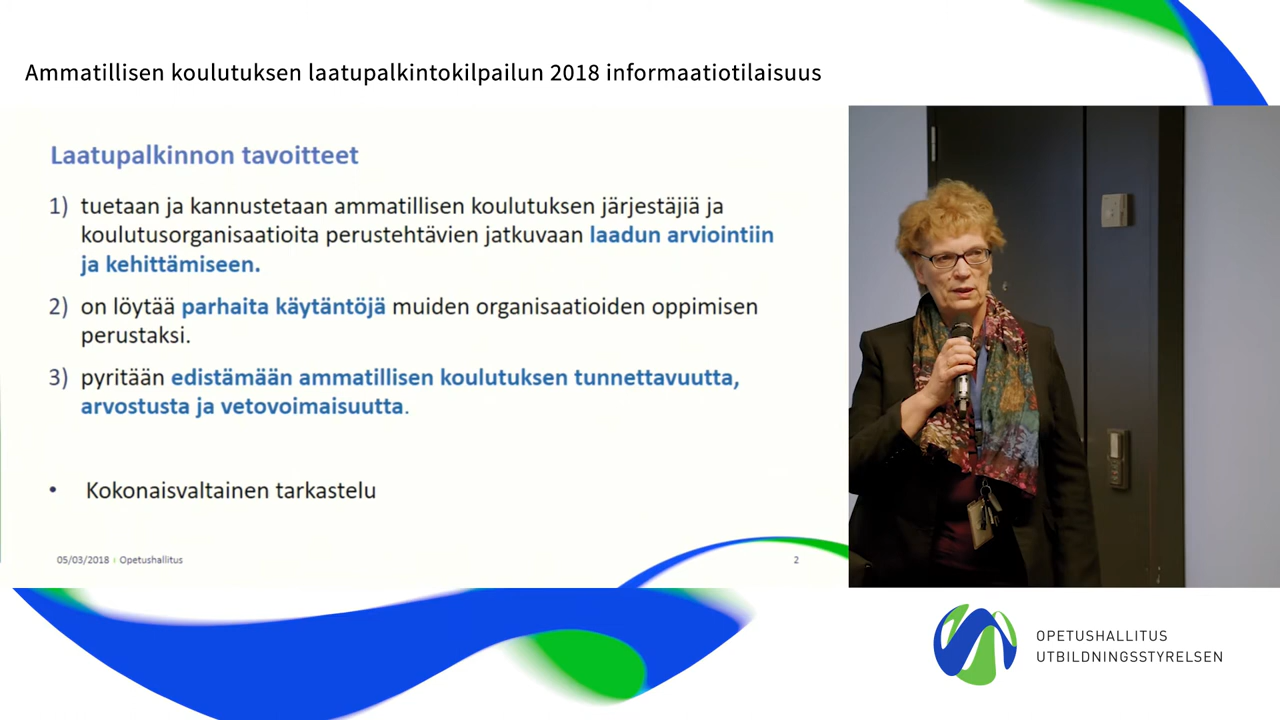 Ammatillisen koulutuksen laatupalkintokilpailun 2018 informaatiotilaisuus
Laatupalkinnon tavoitteet
1) tuetaan ja kannustetaan ammatillisen koulutuksen järjestäjiä ja
koulutusorganisaatioita perustehtävien jatkuvaan laadun arviointiin
ja kehittämiseen.
2) on löytää parhaita käytäntöjä muiden organisaatioiden oppimisen
perustaksi.
3) pyritään edistämään ammatillisen koulutuksen tunnettavuutta,
arvostusta ja vetovoimaisuutta.
• Kokonaisvaltainen tarkastelu
05/03/2018 | Opetushallitus
2
OPETUSHALLITUS
UTBILDNINGSSTYRELSEN